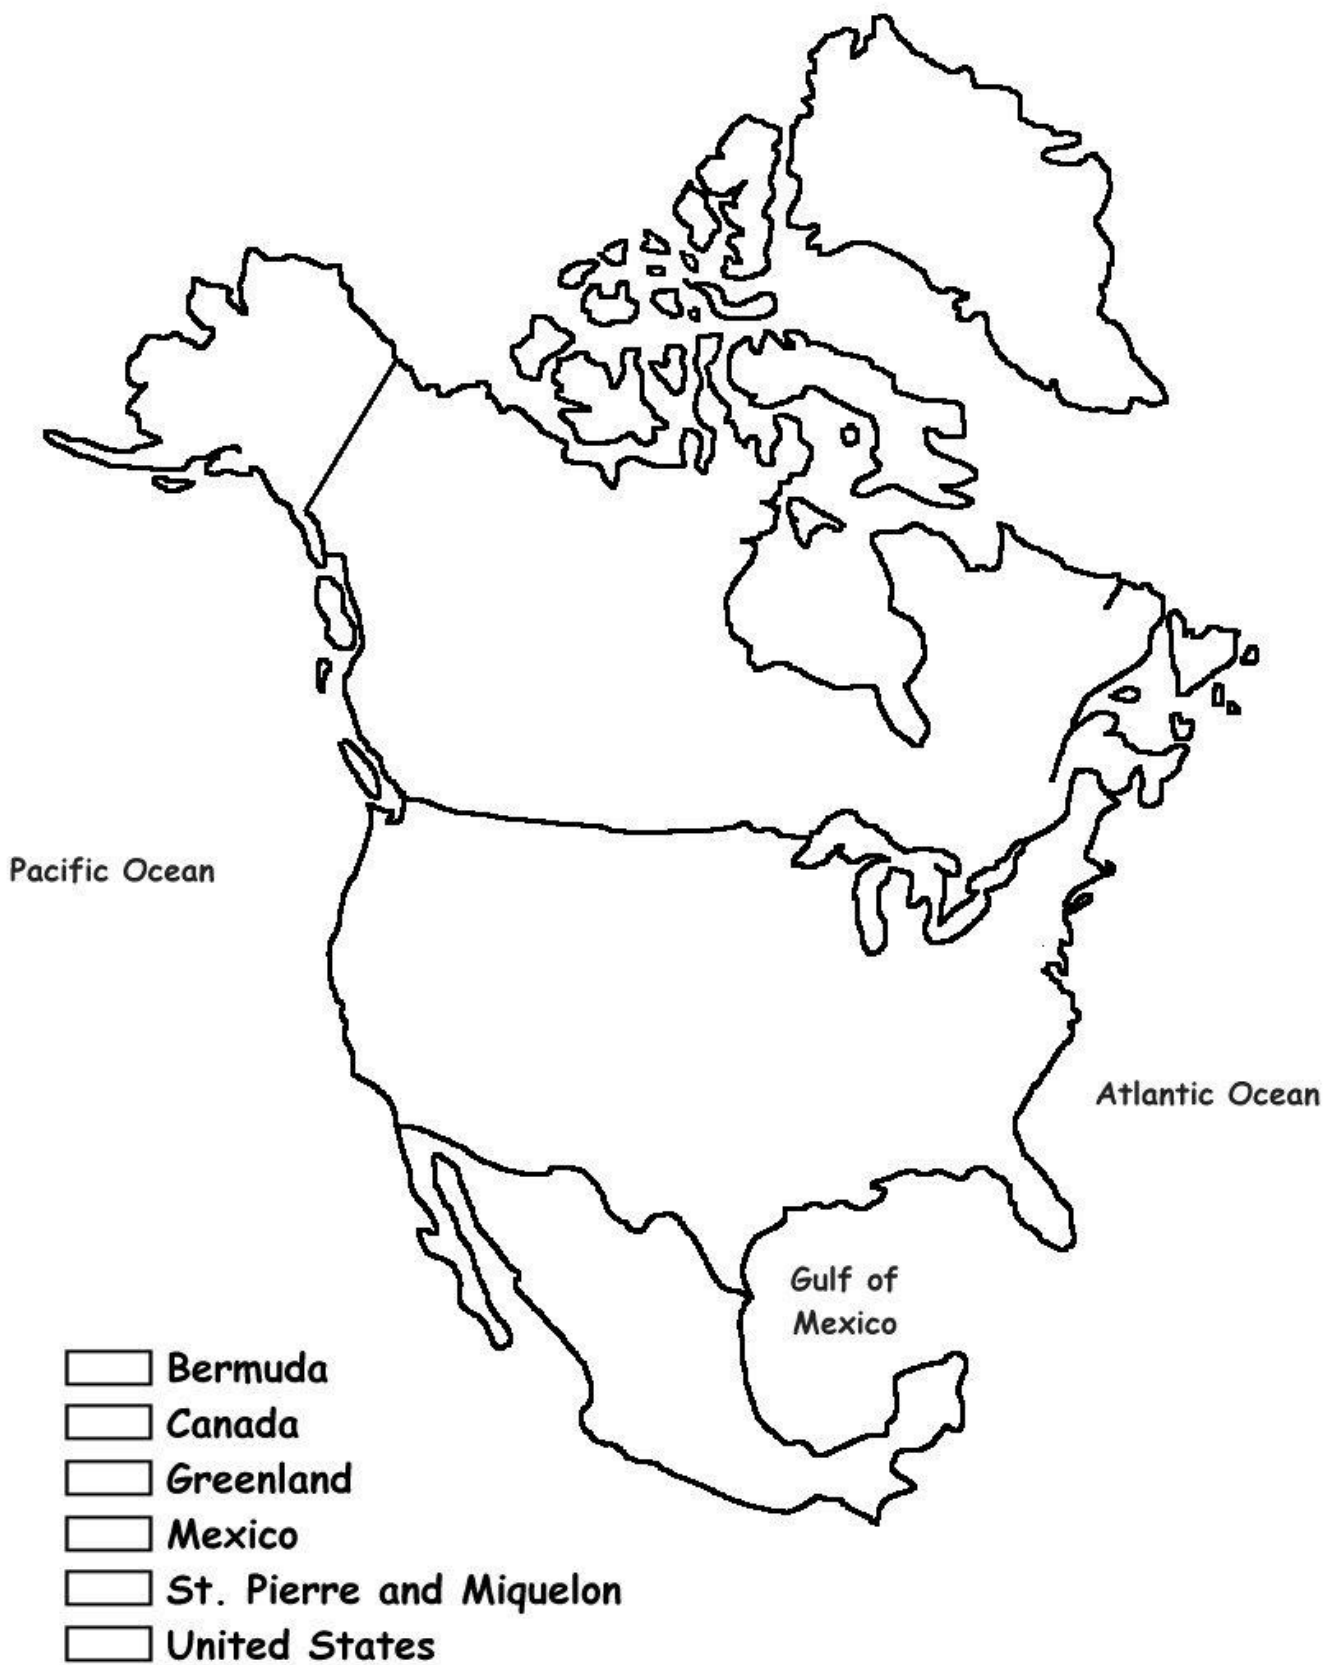 Pacific Ocean
Atlantic Ocean
Gulf of
Mexico
Bermuda
Canada
Greenland
Mexico
St. Pierre and Miquelon
United States